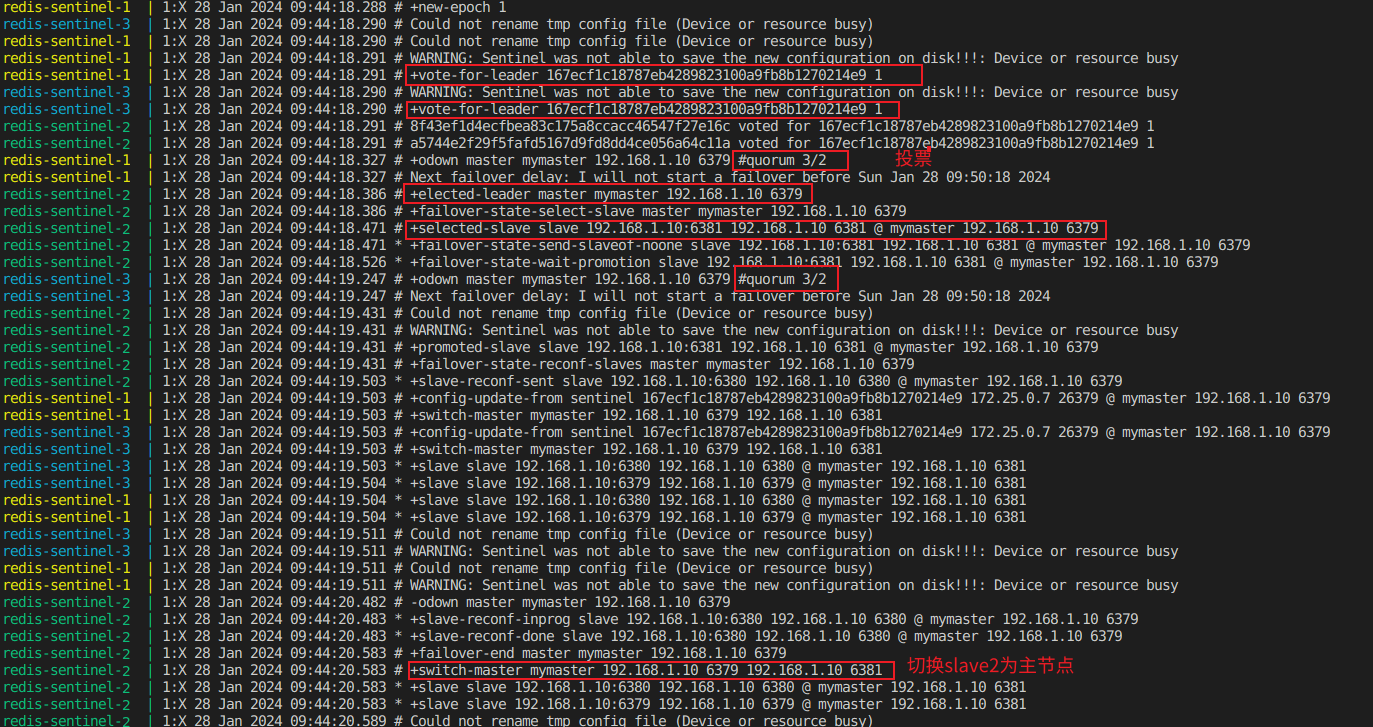 redis-sentinel-1 | 1:X 28 Jan 2024 09:44:18.288 # +new-epoch 1
redis-sentinel-3 | 1:X 28 Jan 2024 09:44:18.290 # Could not rename tmp config file (Device or resource busy)
redis-sentinel-1 | 1:X 28 Jan 2024 09:44:18.290 # Could not rename tmp config file (Device or resource busy)
redis-sentinel-1 | 1:X 28 Jan 2024 09:44:18.291 # WARNING: Sentinel was not able to save the new configuration on disk!!!: Device or resource busy
redis-sentinel-1 | 1:X 28 Jan 2024 09:44:18.291 # +vote-for-leader 167ecf1c18787eb4289823100a9fb8b1270214e9 1
redis-sentinel-3 | 1:X 28 Jan 2024 09:44:18.290 # WARNING: Sentinel was not able to save the new configuration on disk!!!: Device or resource busy
redis-sentinel-3 | 1:X 28 Jan 2024 09:44:18.290 # +vote-for-leader 167ecf1c18787eb4289823100a9fb8b1270214e9 1
redis-sentinel-2 | 1:X 28 Jan 2024 09:44:18.291 # 8f43ef1d4ecfbea83c175a8ccacc46547f27e16c voted for 167ecf1c18787eb4289823100a9fb8b1270214e9 1
redis-sentinel-2 | 1:X 28 Jan 2024 09:44:18.291 # a5744e2f29f5fafd5167d9fd8dd4ce056a64c11a voted for 167ecf1c18787eb4289823100a9fb8b1270214e9 1
redis-sentinel-1 | 1:X 28 Jan 2024 09:44:18.327 # +odown master mymaster 192.168.1.10 6379 #quorum 3/2 投票
redis-sentinel-1 | 1:X 28 Jan 2024 09:44:18.327 # Next failover delay: I will not start a failover before Sun Jan 28 09:50:18 2024
redis-sentinel-2 | 1:X 28 Jan 2024 09:44:18.386 # +elected-leader master mymaster 192.168.1.10 6379
redis-sentinel-2 | 1:X 28 Jan 2024 09:44:18.386 # +failover-state-select-slave master mymaster 192.168.1.10 6379
redis-sentinel-2 | 1:X 28 Jan 2024 09:44:18.471 # +selected-slave slave 192.168.1.10:6381 192.168.1.10 6381 @ mymaster 192.168.1.10 6379
redis-sentinel-2 | 1:X 28 Jan 2024 09:44:18.471 * +failover-state-send-slaveof-noone slave 192.168.1.10:6381 192.168.1.10 6381 @ mymaster 192.168.1.10 6379
redis-sentinel-2 | 1:X 28 Jan 2024 09:44:18.526 * +failover-state-wait-promotion slave 192.168.1.10:6381 192.168.1.10 6381 @ mymaster 192.168.1.10 6379
redis-sentinel-3 | 1:X 28 Jan 2024 09:44:19.247 # +odown master mymaster 192.168.1.10 6379 #quorum 3/2
redis-sentinel-3 | 1:X 28 Jan 2024 09:44:19.247 # Next failover delay: I will not start a failover before Sun Jan 28 09:50:18 2024
redis-sentinel-2 | 1:X 28 Jan 2024 09:44:19.431 # Could not rename tmp config file (Device or resource busy)
redis-sentinel-2 | 1:X 28 Jan 2024 09:44:19.431 # WARNING: Sentinel was not able to save the new configuration on disk!!!: Device or resource busy
redis-sentinel-2 | 1:X 28 Jan 2024 09:44:19.431 # +promoted-slave slave 192.168.1.10:6381 192.168.1.10 6381 @ mymaster 192.168.1.10 6379
redis-sentinel-2 | 1:X 28 Jan 2024 09:44:19.431 # +failover-state-reconf-slaves master mymaster 192.168.1.10 6379
redis-sentinel-2 | 1:X 28 Jan 2024 09:44:19.503 * +slave-reconf-sent slave 192.168.1.10:6380 192.168.1.10 6380 @ mymaster 192.168.1.10 6379
redis-sentinel-1 | 1:X 28 Jan 2024 09:44:19.503 # +config-update-from sentinel 167ecf1c18787eb4289823100a9fb8b1270214e9 172.25.0.7 26379 @ mymaster 192.168.1.10 6379
redis-sentinel-1 | 1:X 28 Jan 2024 09:44:19.503 # +switch-master mymaster 192.168.1.10 6379 192.168.1.10 6381
redis-sentinel-3 | 1:X 28 Jan 2024 09:44:19.503 # +config-update-from sentinel 167ecf1c18787eb4289823100a9fb8b1270214e9 172.25.0.7 26379 @ mymaster 192.168.1.10 6379
redis-sentinel-3 | 1:X 28 Jan 2024 09:44:19.503 # +switch-master mymaster 192.168.1.10 6379 192.168.1.10 6381
redis-sentinel-3 | 1:X 28 Jan 2024 09:44:19.503 * +slave slave 192.168.1.10:6380 192.168.1.10 6380 @ mymaster 192.168.1.10 6381
redis-sentinel-3 | 1:X 28 Jan 2024 09:44:19.504 * +slave slave 192.168.1.10:6379 192.168.1.10 6379 @ mymaster 192.168.1.10 6381
redis-sentinel-1 | 1:X 28 Jan 2024 09:44:19.504 * +slave slave 192.168.1.10:6380 192.168.1.10 6380 @ mymaster 192.168.1.10 6381
redis-sentinel-1 | 1:X 28 Jan 2024 09:44:19.504 * +slave slave 192.168.1.10:6379 192.168.1.10 6379 @ mymaster 192.168.1.10 6381
redis-sentinel-3 | 1:X 28 Jan 2024 09:44:19.511 # Could not rename tmp config file (Device or resource busy)
redis-sentinel-3 | 1:X 28 Jan 2024 09:44:19.511 # WARNING: Sentinel was not able to save the new configuration on disk!!!: Device or resource busy
redis-sentinel-1 | 1:X 28 Jan 2024 09:44:19.511 # Could not rename tmp config file (Device or resource busy)
redis-sentinel-1 | 1:X 28 Jan 2024 09:44:19.511 # WARNING: Sentinel was not able to save the new configuration on disk!!!: Device or resource busy
redis-sentinel-2 | 1:X 28 Jan 2024 09:44:20.482 # -odown master mymaster 192.168.1.10 6379
redis-sentinel-2 | 1:X 28 Jan 2024 09:44:20.483 * +slave-reconf-inprog slave 192.168.1.10:6380 192.168.1.10 6380 @ mymaster 192.168.1.10 6379
redis-sentinel-2 | 1:X 28 Jan 2024 09:44:20.483 * +slave-reconf-done slave 192.168.1.10:6380 192.168.1.10 6380 @ mymaster 192.168.1.10 6379
redis-sentinel-2 | 1:X 28 Jan 2024 09:44:20.583 # +failover-end master mymaster 192.168.1.10 6379
redis-sentinel-2 | 1:X 28 Jan 2024 09:44:20.583 # +switch-master mymaster 192.168.1.10 6379 192.168.1.10 6381 切换slave2为主节点
redis-sentinel-2 | 1:X 28 Jan 2024 09:44:20.583 * +slave slave 192.168.1.10:6380 192.168.1.10 6380 @ mymaster 192.168.1.10 6381
redis-sentinel-2 | 1:X 28 Jan 2024 09:44:20.583 * +slave slave 192.168.1.10:6379 192.168.1.10 6379 @ mymaster 192.168.1.10 6381
redis-sentinel-2 | 1:X 28 Jan 2024 09:44:20.589 # Could not rename tmp config file (Device or resource busy)